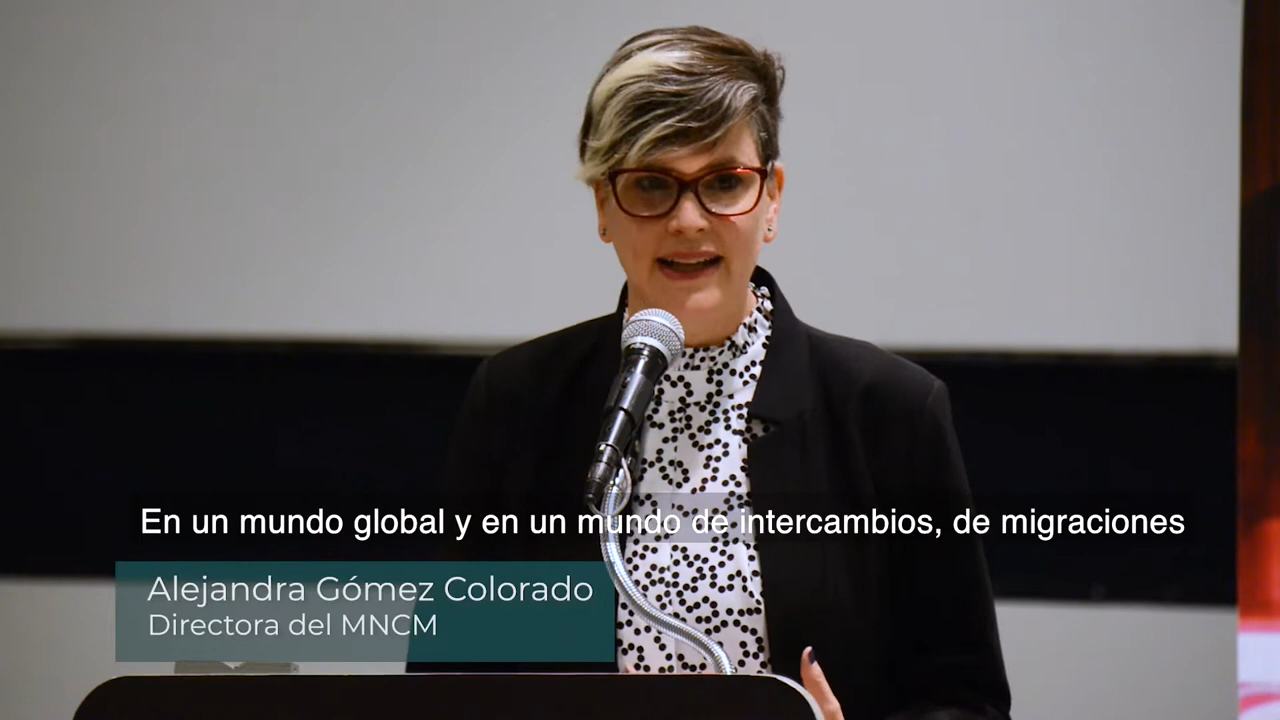 En un mundo global y en un mundo de intercambios, de migraciones
Alejandra Gómez Colorado
Directora del MNCM